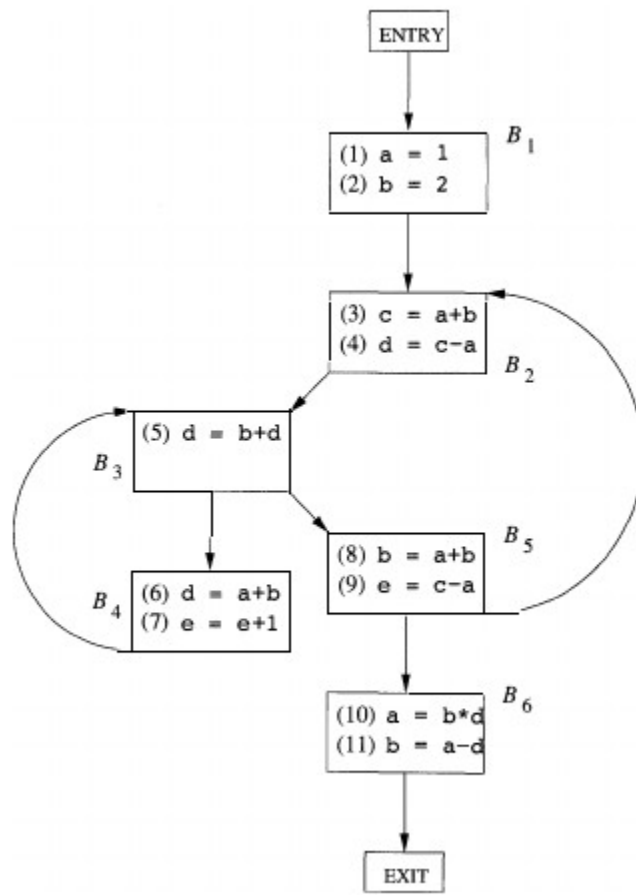 ENTRY
B1
(1) a = 1
(2) b = 2
(3) c = a+b
(4) d = c-a
B2
(5) d = b+d
B3
B5
(8) b = a+b
(9) e = c-a
B4
(6) d = a+b
(7) e = e+1
B6
(10) a = b*d
(11) b = a-d
EXIT